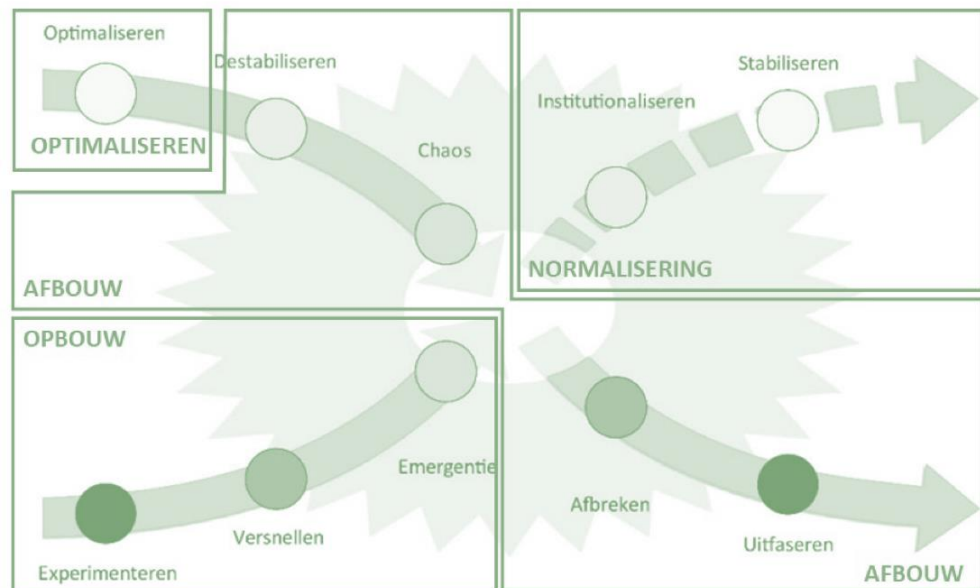 Optimaliseren
Destabiliseren
Stabiliseren
Institutionaliseren
OPTIMALISEREN
Chaos
NORMALISERING
AFBOUW
OPBOUW
Emergentie
Afbreken
Versnellen
Uitfaseren
Experimenteren
AFBOUW